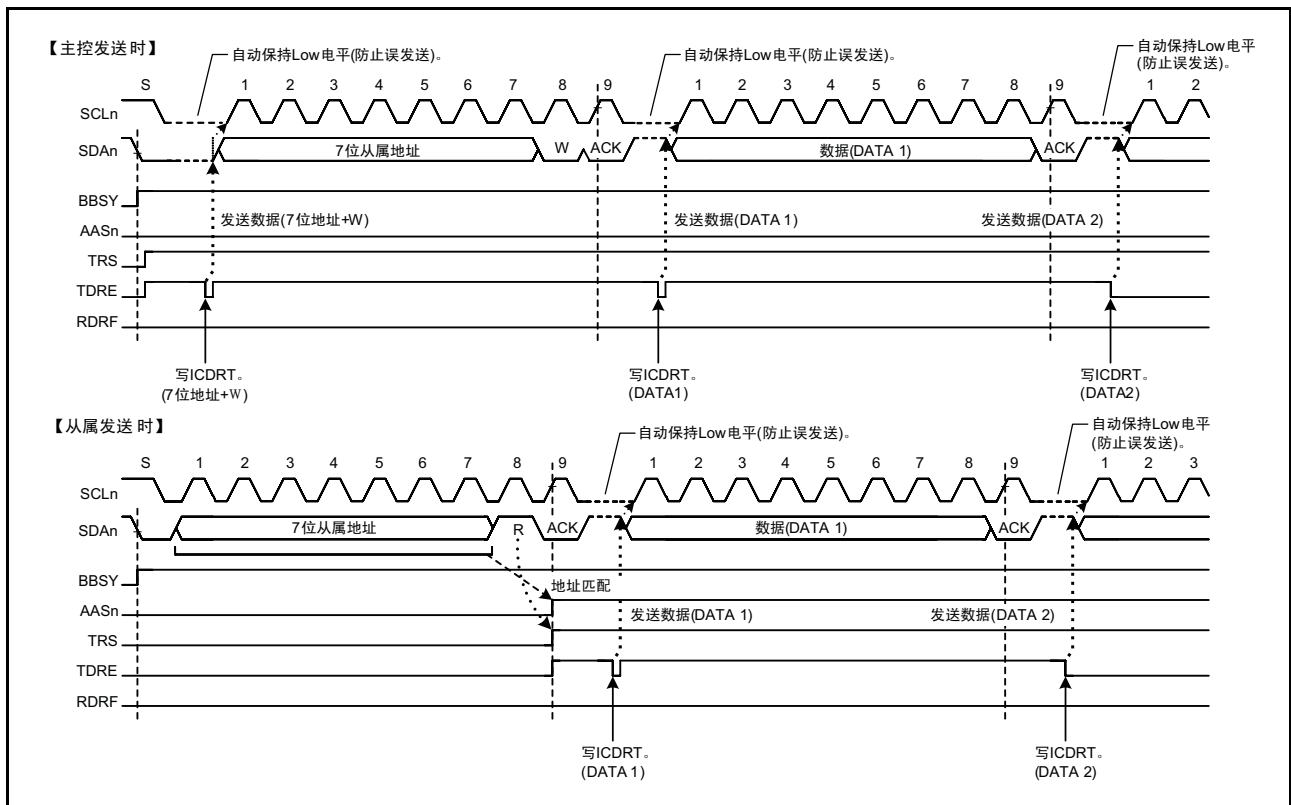 【主控发送时】
自动保持Low电平(防止误发送)。
自动保持Low电平(防止误发送)。
自动保持Low电平
(防止误发送)。
S 1 2 3 4 5 6 7 8 9 1 2 3 4 5 6 7 8 9 1 2
SCLn
SDAn 7位从属地址 W ACK 数据(DATA 1) ACK
BBSY
发送数据(7位地址+W) 发送数据(DATA 1) 发送数据(DATA 2)
AASn
TRS
TDRE
RDRF
写ICDRT。 写ICDRT。 写ICDRT。
(7位地址+W) (DATA1) (DATA2)
【从属发送 时】
自动保持Low电平(防止误发送)。
自动保持Low电平
(防止误发送)。
S 1 2 3 4 5 6 7 8 9 1 2 3 4 5 6 7 8 9 1 2 3
SCLn
SDAn 7位从属地址 R ACK 数据(DATA 1) ACK
BBSY
地址匹配
AASn
发送数据(DATA 1) 发送数据(DATA 2)
TRS
TDRE
RDRF
写ICDRT。 写ICDRT。
(DATA 1) (DATA 2)